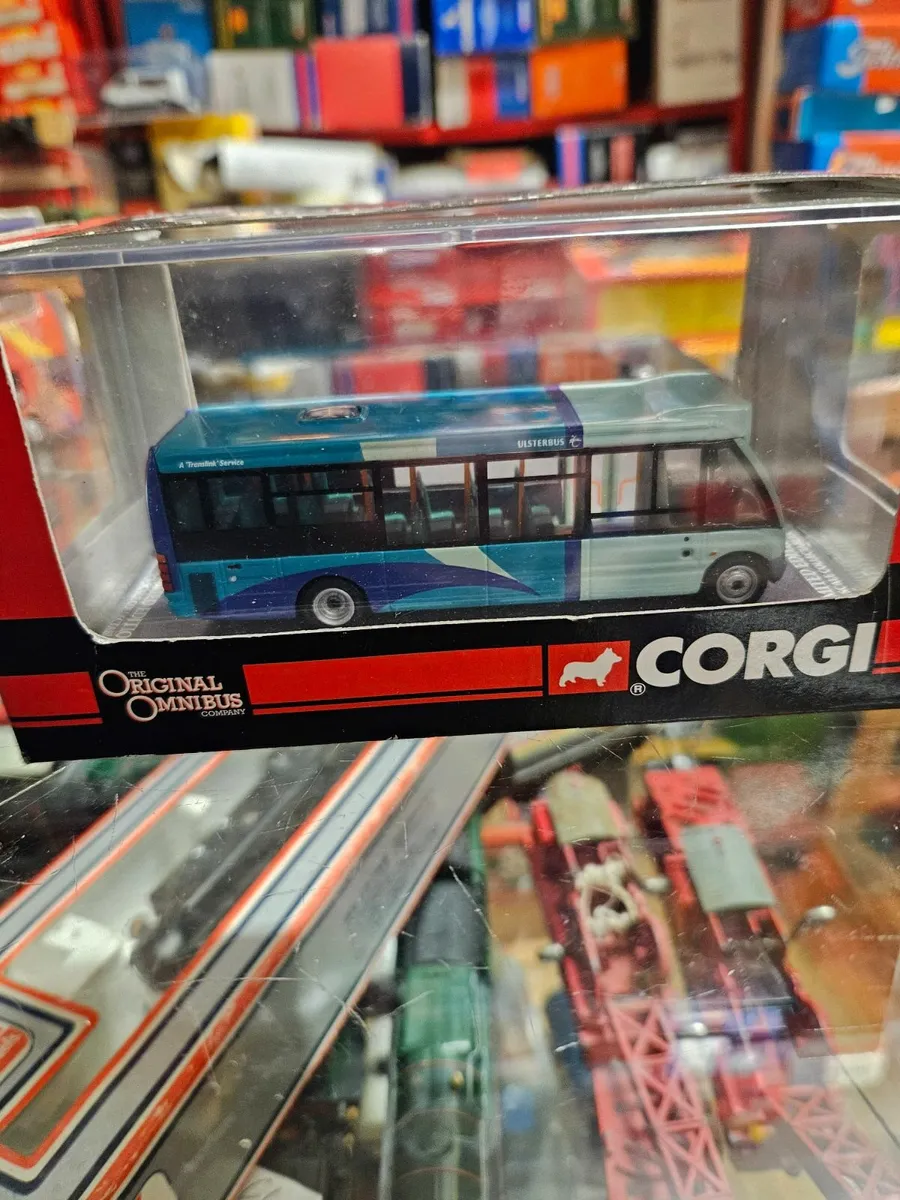 ULSTERBUS
A 'Translink' Service
THE
ORIGINAL
OMNIBUS
COMPANY
® CORGI